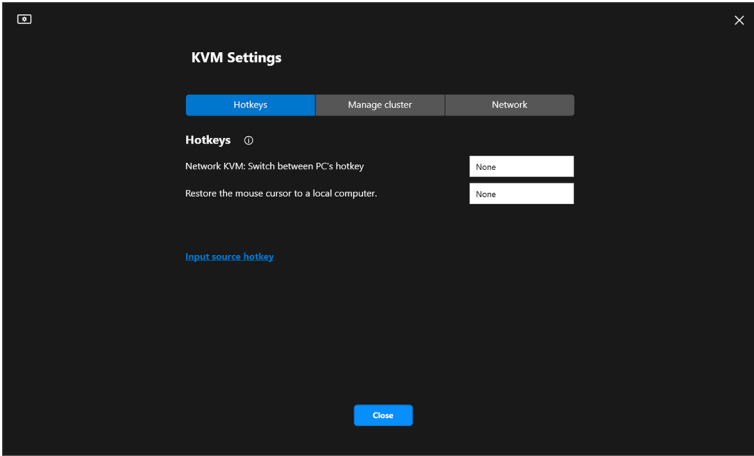 KVM Settings
Hotkeys Manage cluster Network
Hotkeys
Network KVM: Switch between PC's hotkey None
Restore the mouse cursor to a local computer. None
Input source hotkey
Close